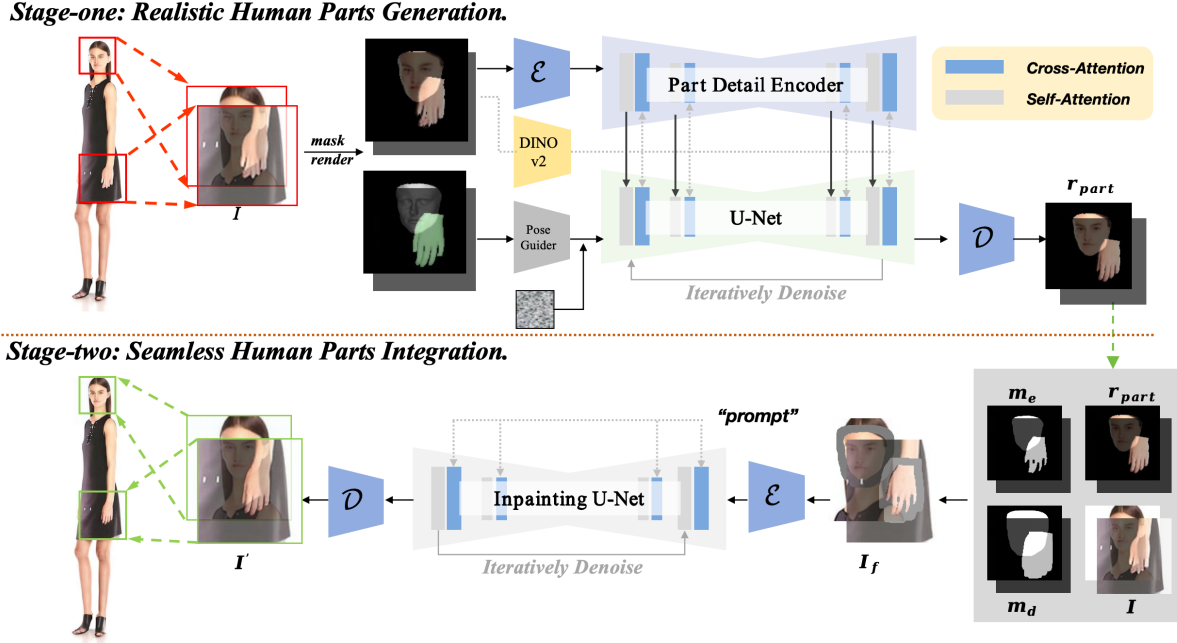 Stage-one: Realistic Human Parts Generation.
I
mask
render
ℰ
DINO
v2
Pose
Guider
Part Detail Encoder
U-Net
Iteratively Denoise
Cross-Attention
Self-Attention
𝒟
r_part
Stage-two: Seamless Human Parts Integration.
I'
𝒟
Inpainting U-Net
Iteratively Denoise
"prompt"
ℰ
I_f
m_e
r_part
m_d
I